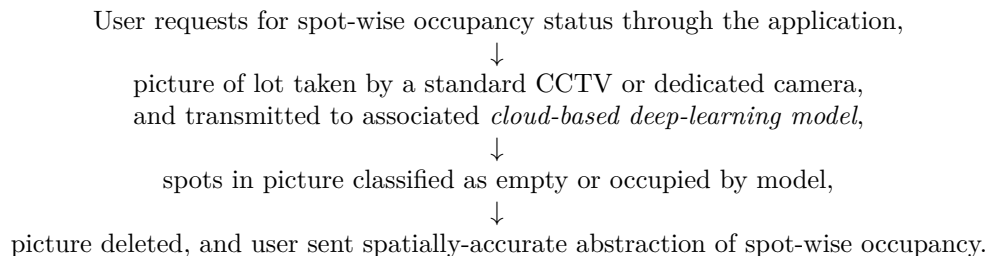 User requests for spot-wise occupancy status through the application,
↓
picture of lot taken by a standard CCTV or dedicated camera,
and transmitted to associated cloud-based deep-learning model,
↓
spots in picture classified as empty or occupied by model,
↓
picture deleted, and user sent spatially-accurate abstraction of spot-wise occupancy.